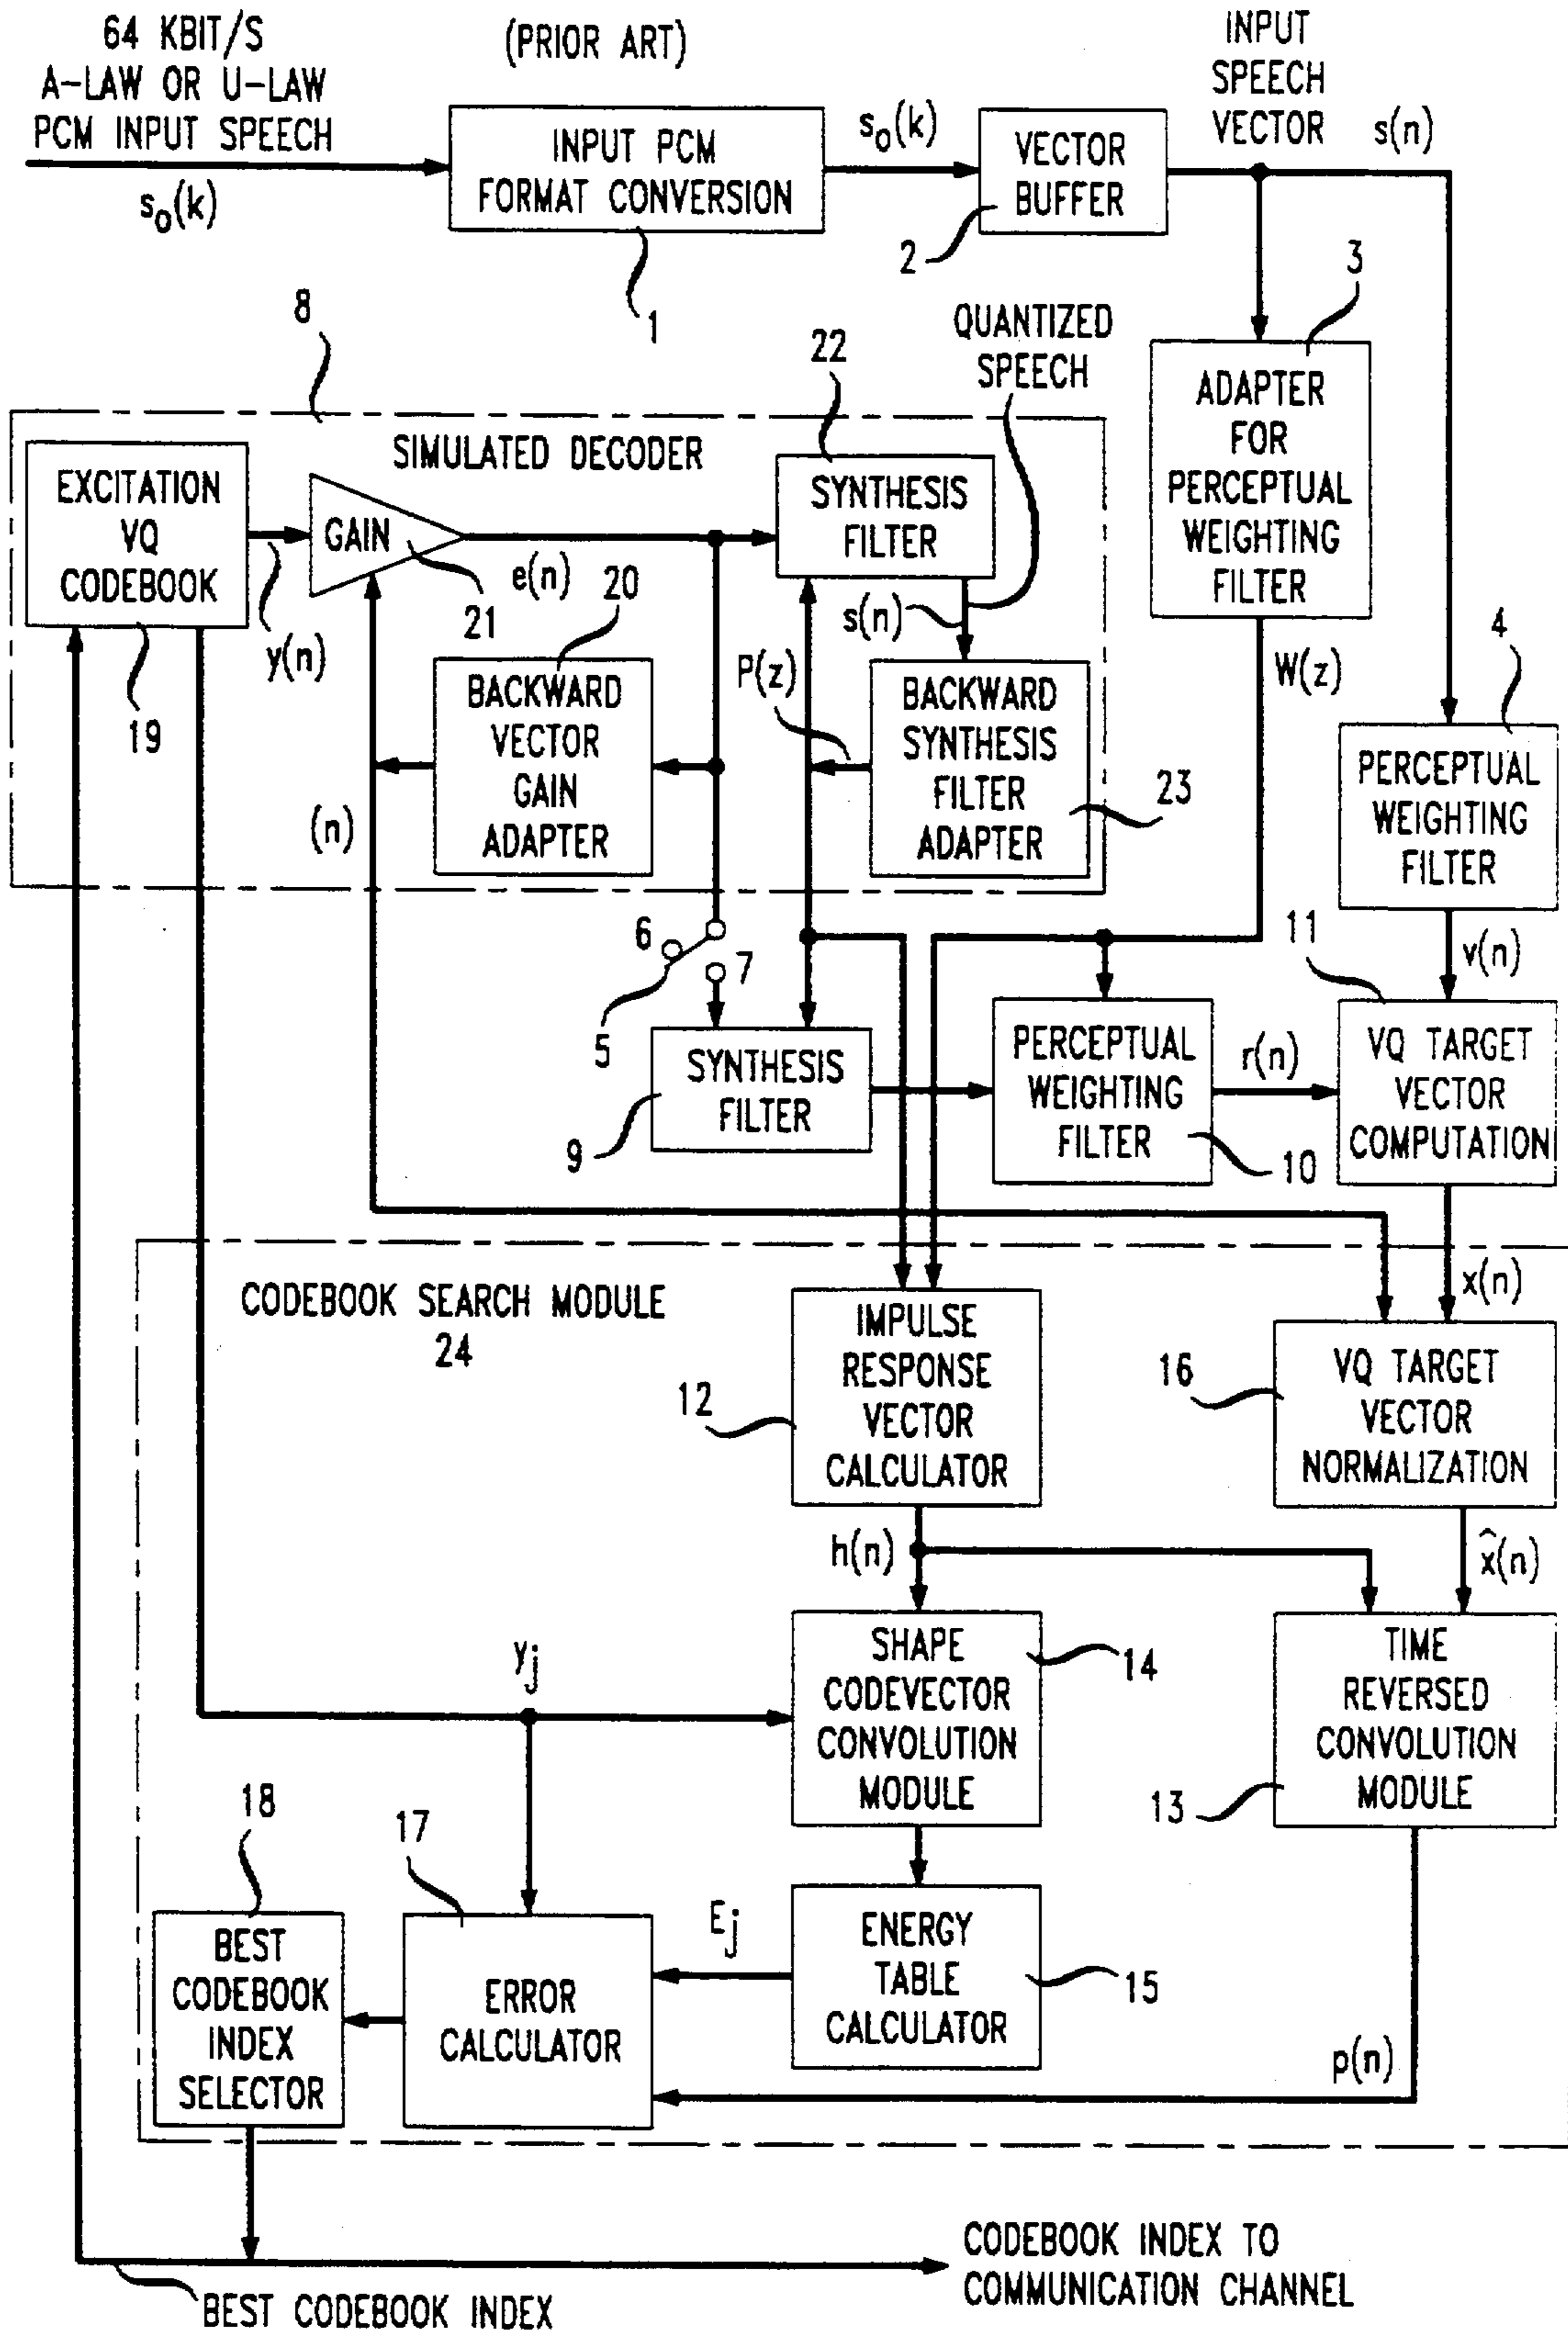 64 KBIT/S
A-LAW OR U-LAW
PCM INPUT SPEECH
s₀(k)
(PRIOR ART)
INPUT PCM
FORMAT CONVERSION
1
s₀(k)
VECTOR
BUFFER
2
INPUT
SPEECH
VECTOR
s(n)
3
ADAPTER
FOR
PERCEPTUAL
WEIGHTING
FILTER
W(z)
4
PERCEPTUAL
WEIGHTING
FILTER
v(n)
8
SIMULATED DECODER
EXCITATION
VQ
CODEBOOK
19
y(n)
GAIN
21
e(n)
20
BACKWARD
VECTOR
GAIN
ADAPTER
(n)
22
SYNTHESIS
FILTER
QUANTIZED
SPEECH
s(n)
P(z)
BACKWARD
SYNTHESIS
FILTER
ADAPTER
23
6
7
5
SYNTHESIS
FILTER
9
PERCEPTUAL
WEIGHTING
FILTER
10
r(n)
11
VQ TARGET
VECTOR
COMPUTATION
x(n)
CODEBOOK SEARCH MODULE
24
IMPULSE
RESPONSE
VECTOR
CALCULATOR
12
h(n)
16
VQ TARGET
VECTOR
NORMALIZATION
x̂(n)
yj
SHAPE
CODEVECTOR
CONVOLUTION
MODULE
14
TIME
REVERSED
CONVOLUTION
MODULE
13
18
BEST
CODEBOOK
INDEX
SELECTOR
17
ERROR
CALCULATOR
Ej
ENERGY
TABLE
CALCULATOR
15
p(n)
BEST CODEBOOK INDEX
CODEBOOK INDEX TO
COMMUNICATION CHANNEL